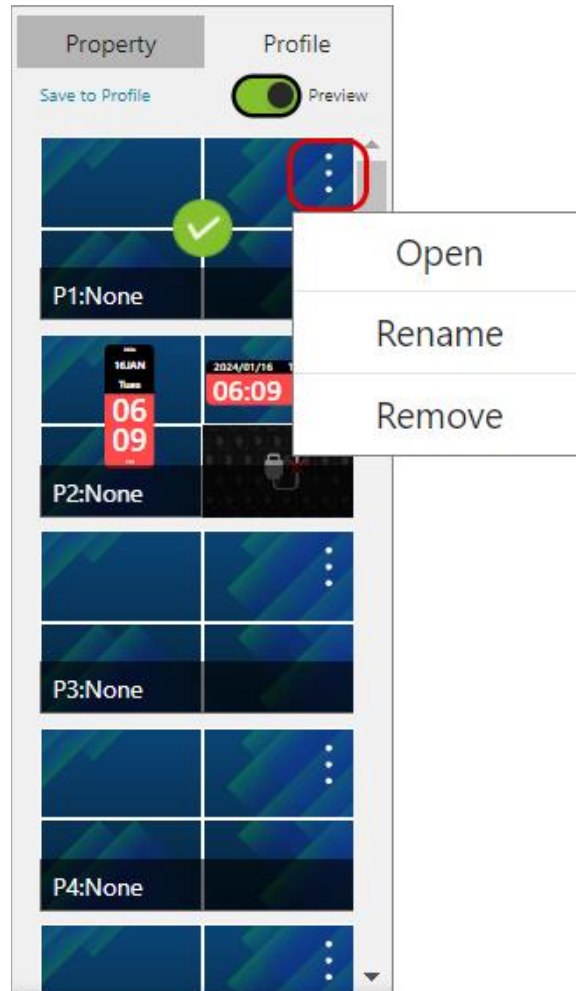 Property
Profile
Save to Profile
Preview
P1:None
Open
Rename
Remove
16JAN
Tues
06
09
2024/01/16
06:09
P2:None
P3:None
P4:None